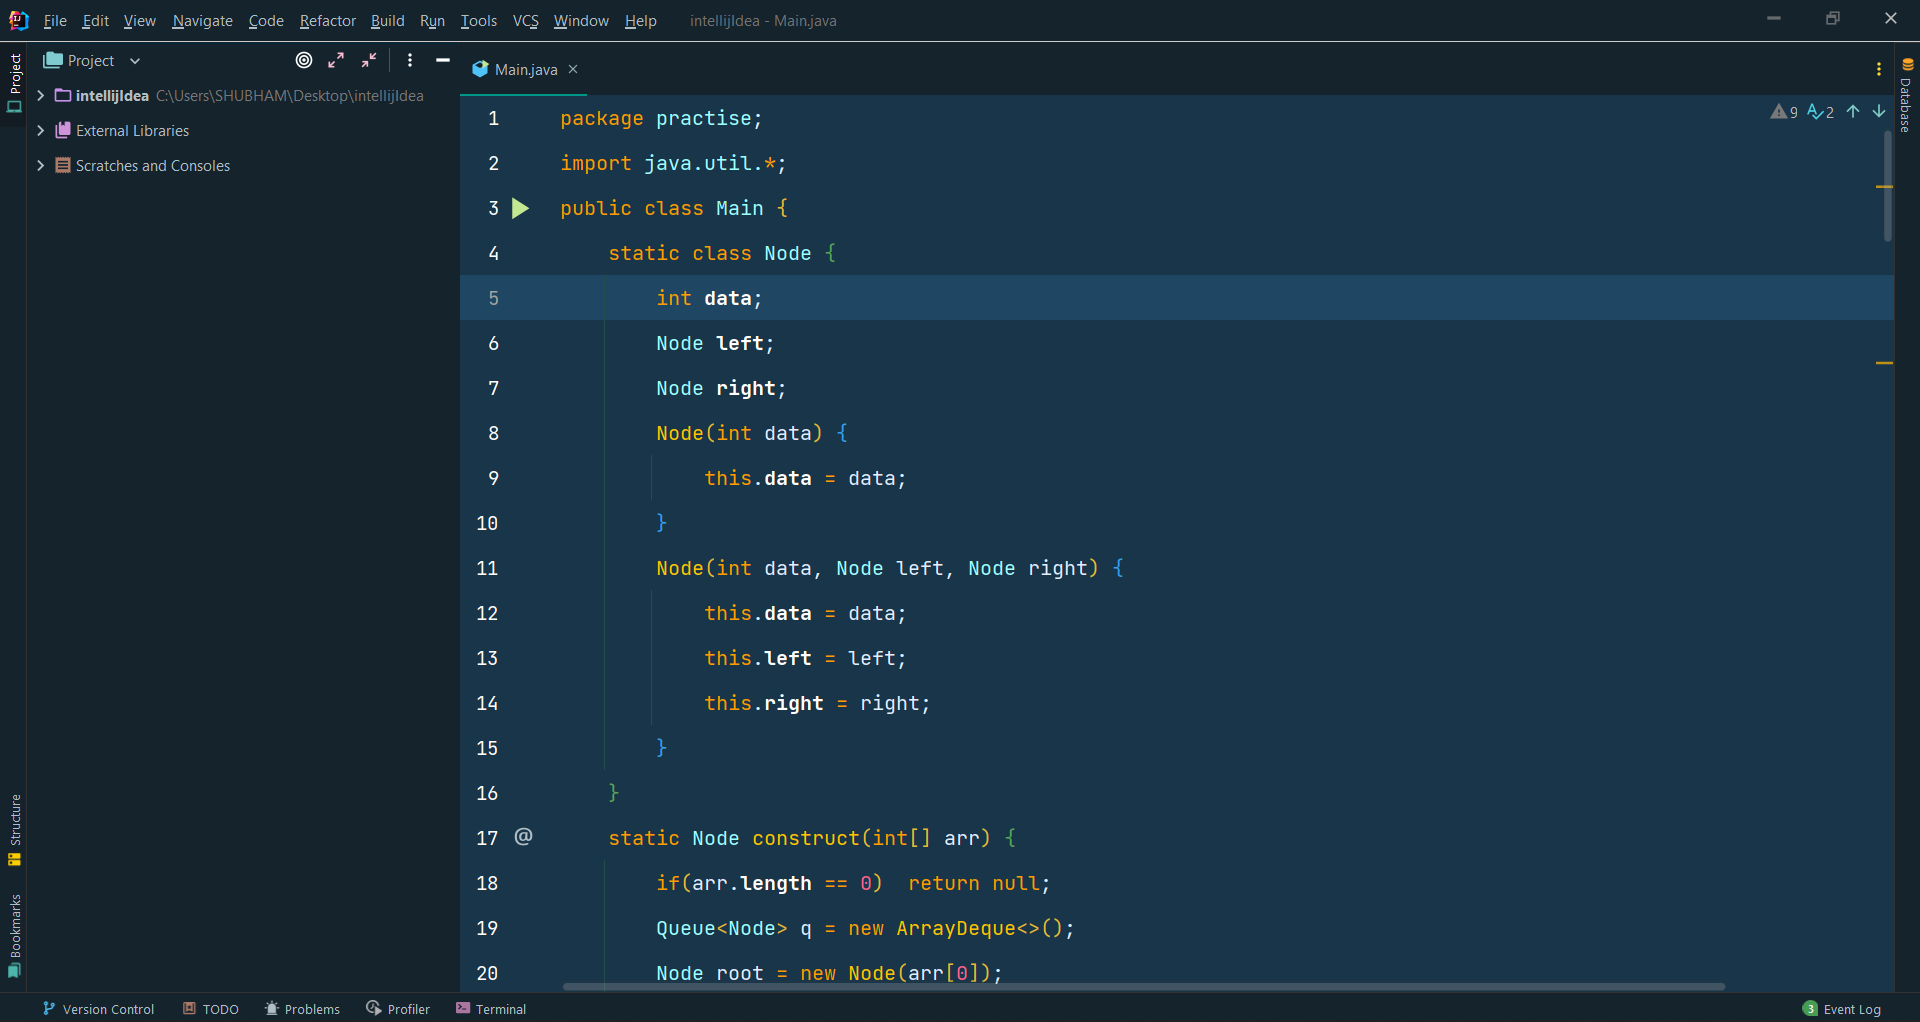 File Edit View Navigate Code Refactor Build Run Tools VCS Window Help intellijIdea - Main.java
Project
Project
intellijIdea C:\Users\SHUBHAM\Desktop\intellijIdea
External Libraries
Scratches and Consoles
Structure
Bookmarks
Main.java
9 2
Database
1 package practise;
2 import java.util.*;
3 public class Main {
4 static class Node {
5 int data;
6 Node left;
7 Node right;
8 Node(int data) {
9 this.data = data;
10 }
11 Node(int data, Node left, Node right) {
12 this.data = data;
13 this.left = left;
14 this.right = right;
15 }
16 }
17 @ static Node construct(int[] arr) {
18 if(arr.length == 0)  return null;
19 Queue<Node> q = new ArrayDeque<>();
20 Node root = new Node(arr[0]);
Version Control TODO Problems Profiler Terminal 3 Event Log